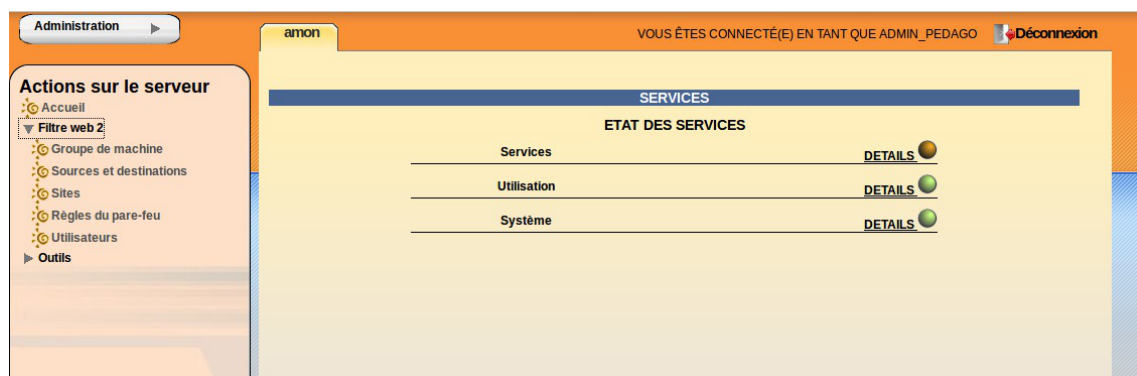 Administration
amon
VOUS ÊTES CONNECTÉ(E) EN TANT QUE ADMIN_PEDAGO
Déconnexion
Actions sur le serveur
Accueil
Filtre web 2
Groupe de machine
Sources et destinations
Sites
Règles du pare-feu
Utilisateurs
Outils
SERVICES
ETAT DES SERVICES
Services DETAILS
Utilisation DETAILS
Système DETAILS